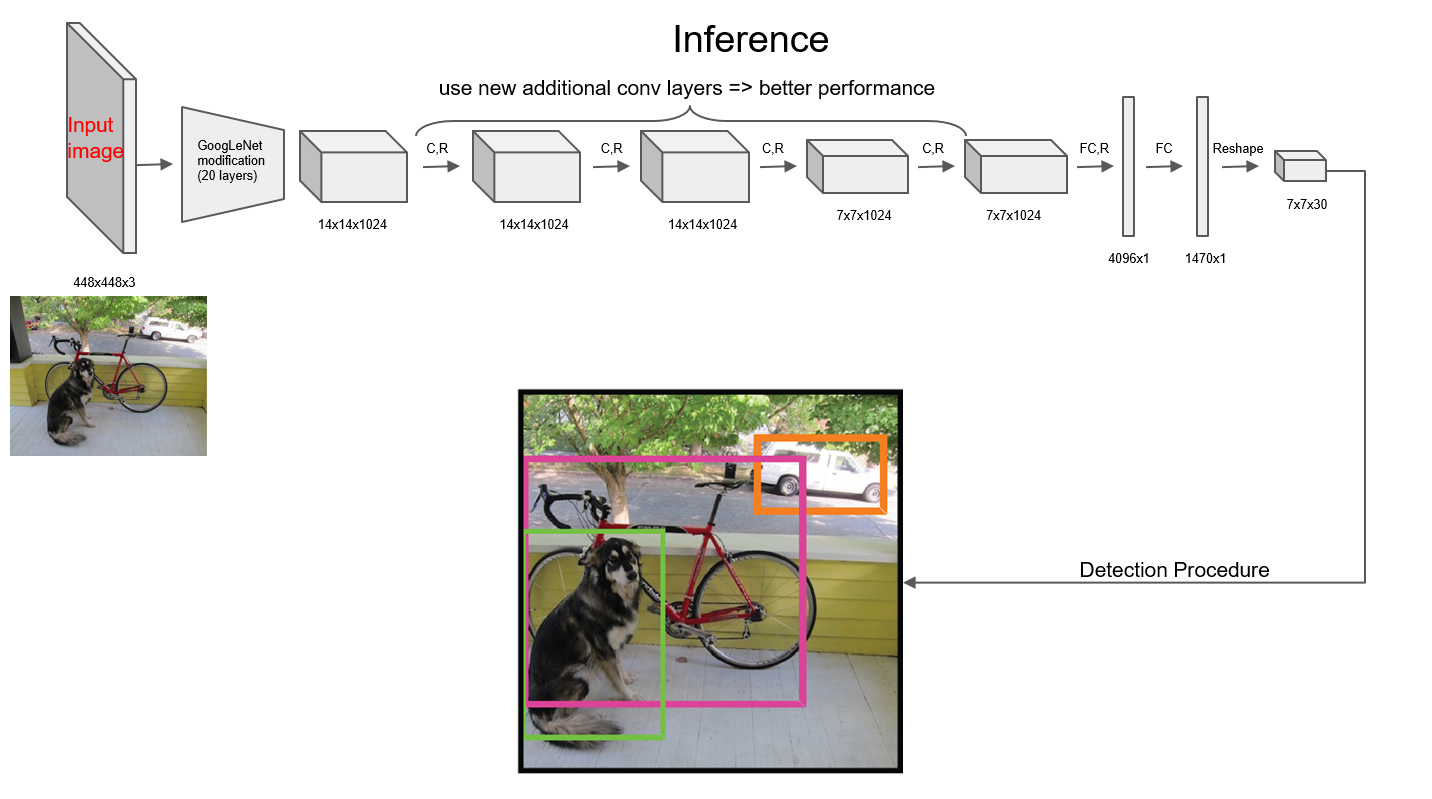 Inference
use new additional conv layers => better performance
Input
image
GoogLeNet
modification
(20 layers)
C,R
C,R
C,R
C,R
FC,R
FC
Reshape
14x14x1024
14x14x1024
14x14x1024
7x7x1024
7x7x1024
7x7x30
4096x1
1470x1
448x448x3
Detection Procedure